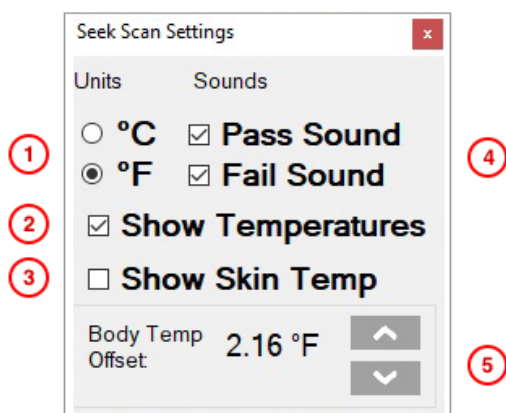 Seek Scan Settings x
Units Sounds
1 °C Pass Sound 4
°F Fail Sound
2 Show Temperatures
3 Show Skin Temp
Body Temp 2.16 °F
Offset:
5